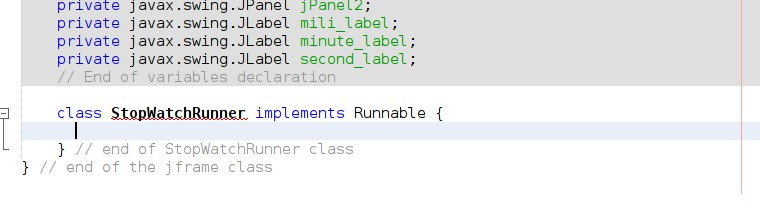 private javax.swing.JPanel jPanel2;
private javax.swing.JLabel mili_label;
private javax.swing.JLabel minute_label;
private javax.swing.JLabel second_label;
// End of variables declaration
class StopWatchRunner implements Runnable {
} // end of StopWatchRunner class
} // end of the jframe class